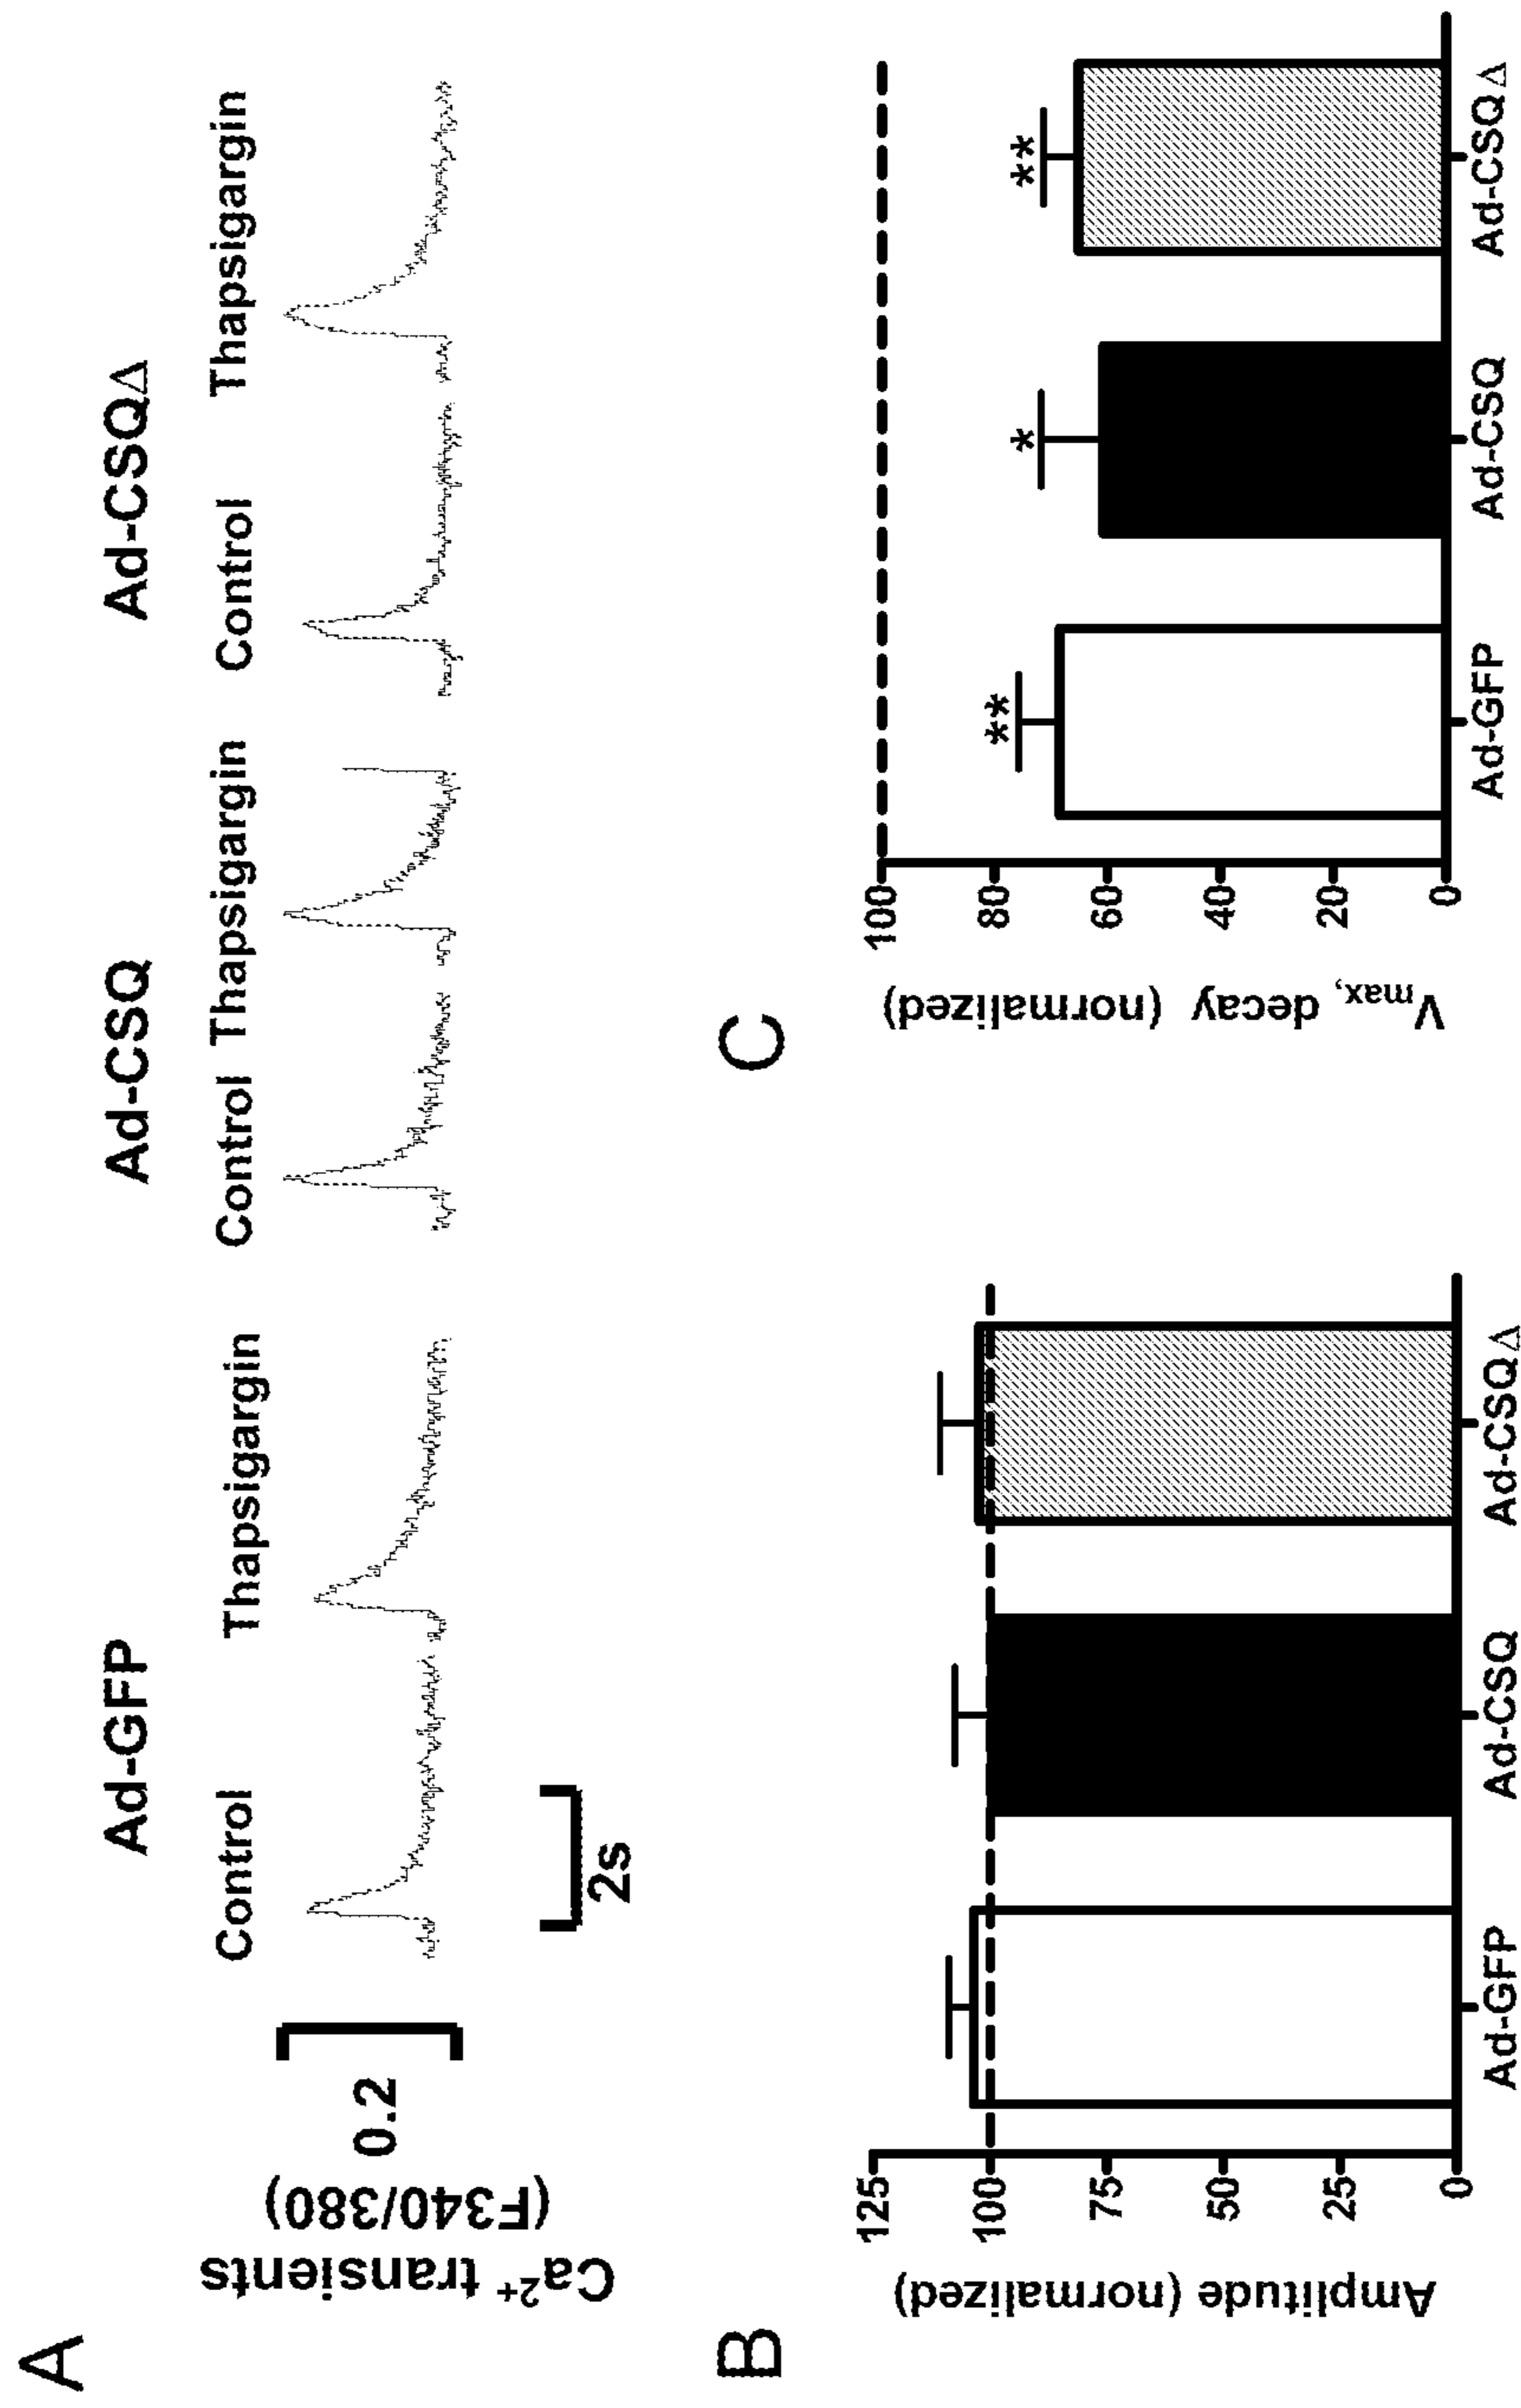 A
Ad-GFP
Ad-CSQ
Ad-CSQΔ
Control
Thapsigargin
Control
Thapsigargin
Control
Thapsigargin
Ca2+ transients
(F340/380)
0.2
2s
B
Amplitude (normalized)
125
100
75
50
25
0
Ad-GFP
Ad-CSQ
Ad-CSQΔ
C
Vmax, decay (normalized)
100
80
60
40
20
0
**
*
**
Ad-GFP
Ad-CSQ
Ad-CSQΔ